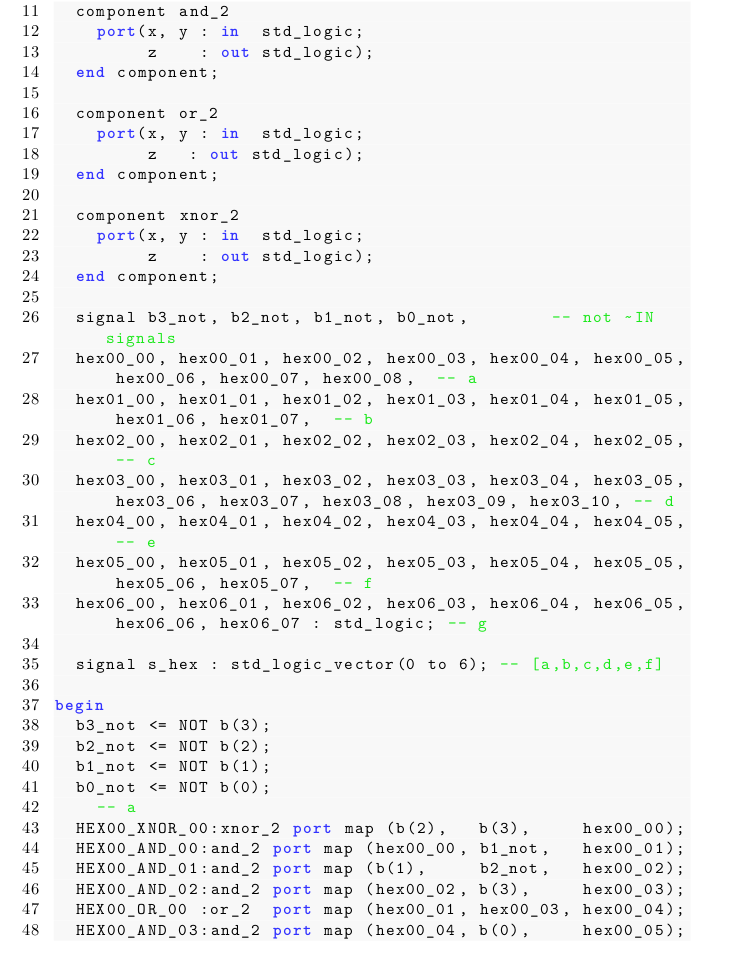 11 component and_2
12 port(x, y : in std_logic;
13 z : out std_logic);
14 end component;
15
16 component or_2
17 port(x, y : in std_logic;
18 z : out std_logic);
19 end component;
20
21 component xnor_2
22 port(x, y : in std_logic;
23 z : out std_logic);
24 end component;
25
26 signal b3_not, b2_not, b1_not, b0_not, -- not ~IN
signals
27 hex00_00, hex00_01, hex00_02, hex00_03, hex00_04, hex00_05,
hex00_06, hex00_07, hex00_08, -- a
28 hex01_00, hex01_01, hex01_02, hex01_03, hex01_04, hex01_05,
hex01_06, hex01_07, -- b
29 hex02_00, hex02_01, hex02_02, hex02_03, hex02_04, hex02_05,
-- c
30 hex03_00, hex03_01, hex03_02, hex03_03, hex03_04, hex03_05,
hex03_06, hex03_07, hex03_08, hex03_09, hex03_10, -- d
31 hex04_00, hex04_01, hex04_02, hex04_03, hex04_04, hex04_05,
-- e
32 hex05_00, hex05_01, hex05_02, hex05_03, hex05_04, hex05_05,
hex05_06, hex05_07, -- f
33 hex06_00, hex06_01, hex06_02, hex06_03, hex06_04, hex06_05,
hex06_06, hex06_07 : std_logic; -- g
34
35 signal s_hex : std_logic_vector(0 to 6); -- [a,b,c,d,e,f]
36
37 begin
38 b3_not <= NOT b(3);
39 b2_not <= NOT b(2);
40 b1_not <= NOT b(1);
41 b0_not <= NOT b(0);
42 -- a
43 HEX00_XNOR_00:xnor_2 port map (b(2), b(3), hex00_00);
44 HEX00_AND_00:and_2 port map (hex00_00, b1_not, hex00_01);
45 HEX00_AND_01:and_2 port map (b(1), b2_not, hex00_02);
46 HEX00_AND_02:and_2 port map (hex00_02, b(3), hex00_03);
47 HEX00_OR_00 :or_2 port map (hex00_01, hex00_03, hex00_04);
48 HEX00_AND_03:and_2 port map (hex00_04, b(0), hex00_05);